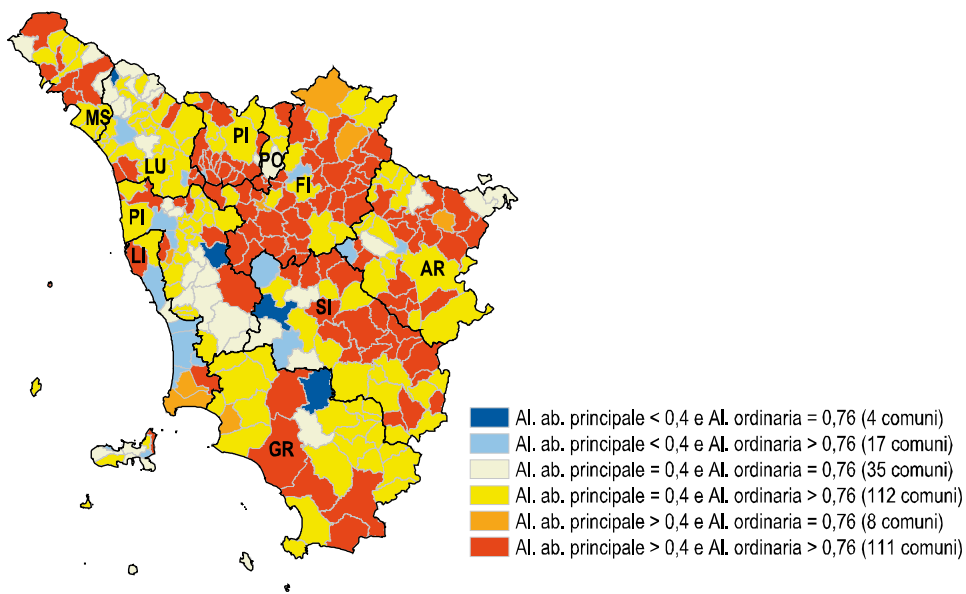 MS
PI
PO
LU
FI
PI
LI
AR
SI
GR
Al. ab. principale < 0,4 e Al. ordinaria = 0,76 (4 comuni)
Al. ab. principale < 0,4 e Al. ordinaria > 0,76 (17 comuni)
Al. ab. principale = 0,4 e Al. ordinaria = 0,76 (35 comuni)
Al. ab. principale = 0,4 e Al. ordinaria > 0,76 (112 comuni)
Al. ab. principale > 0,4 e Al. ordinaria = 0,76 (8 comuni)
Al. ab. principale > 0,4 e Al. ordinaria > 0,76 (111 comuni)